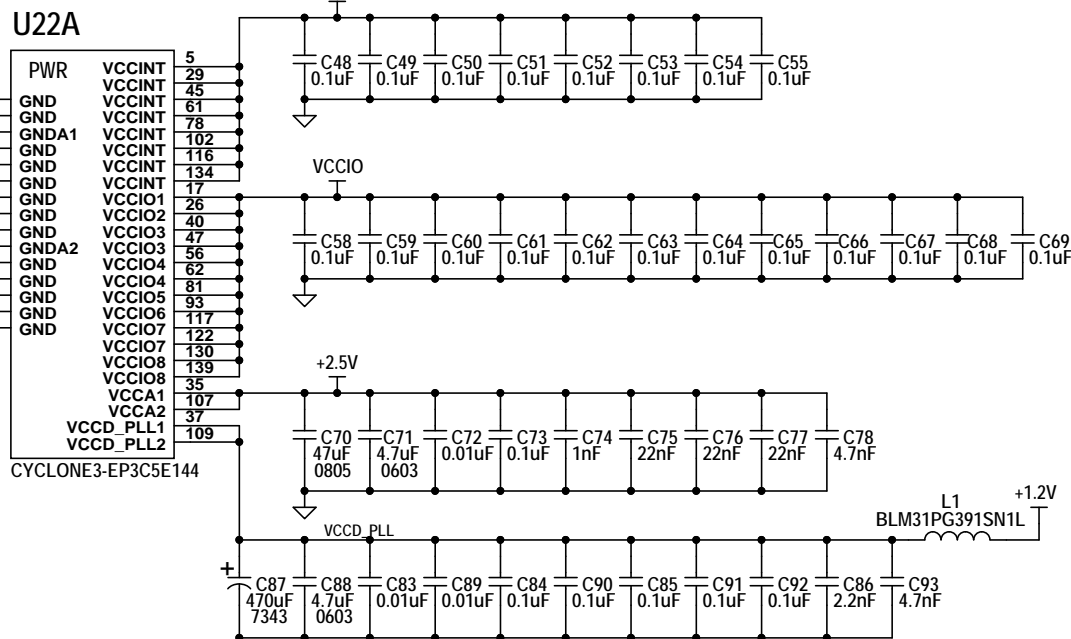 U22A
PWR
GND
GND
GNDA1
GND
GND
GND
GND
GND
GND
GNDA2
GND
GND
GND
GND
GND
VCCINT 5
VCCINT 29
VCCINT 45
VCCINT 61
VCCINT 78
VCCINT 102
VCCINT 116
VCCINT 134
VCCIO1 17
VCCIO2 26
VCCIO3 40
VCCIO3 47
VCCIO4 56
VCCIO4 62
VCCIO5 81
VCCIO6 93
VCCIO7 117
VCCIO7 122
VCCIO8 130
VCCIO8 139
VCCA1 35
VCCA2 107
VCCD_PLL1 37
VCCD_PLL2 109
CYCLONE3-EP3C5E144
C48 C49 C50 C51 C52 C53 C54 C55
0.1uF 0.1uF 0.1uF 0.1uF 0.1uF 0.1uF 0.1uF 0.1uF
VCCIO
C58 C59 C60 C61 C62 C63 C64 C65 C66 C67 C68 C69
0.1uF 0.1uF 0.1uF 0.1uF 0.1uF 0.1uF 0.1uF 0.1uF 0.1uF 0.1uF 0.1uF 0.1uF
+2.5V
C70 C71 C72 C73 C74 C75 C76 C77 C78
47uF 4.7uF 0.01uF 0.1uF 1nF 22nF 22nF 22nF 4.7nF
0805 0603
L1 +1.2V
BLM31PG391SN1L
VCCD_PLL
+
C87 C88 C83 C89 C84 C90 C85 C91 C92 C86 C93
470uF 4.7uF 0.01uF 0.01uF 0.1uF 0.1uF 0.1uF 0.1uF 0.1uF 2.2nF 4.7nF
7343 0603